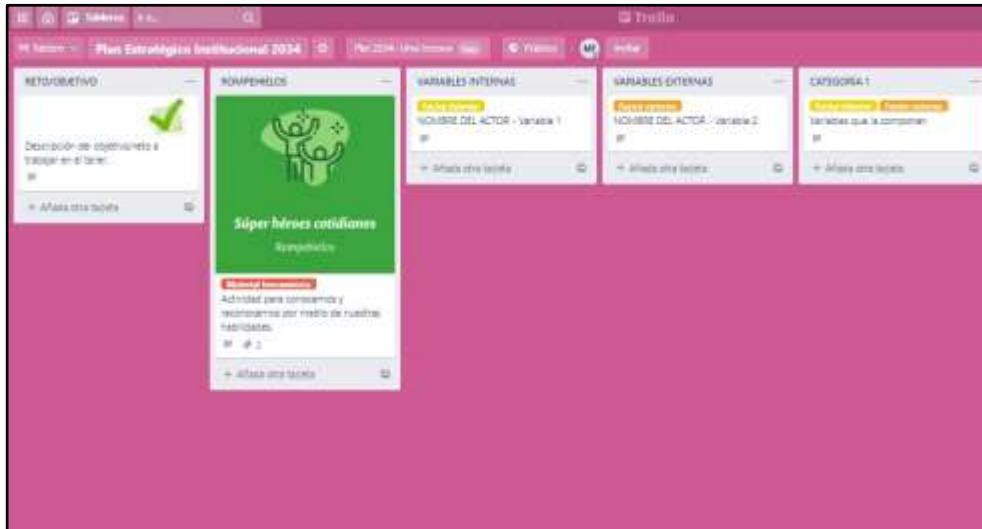 Tableros
Trello
Plan Estratégico Institucional 2034
Público
Invitar
RETO/OBJETIVO
Descripción del objetivo/reto a
trabajar en el taller.
+ Añada otra tarjeta
ROMPEHIELOS
Súper héroes cotidianos
Rompehielos
Material
Actividad para conocernos y
reconocernos por medio de nuestras
habilidades.
2
+ Añada otra tarjeta
VARIABLES INTERNAS
NOMBRE DEL ACTOR - Variable 1
+ Añada otra tarjeta
VARIABLES EXTERNAS
NOMBRE DEL ACTOR - Variable 2
+ Añada otra tarjeta
CATEGORÍA 1
Variables que la componen
+ Añada otra tarjeta